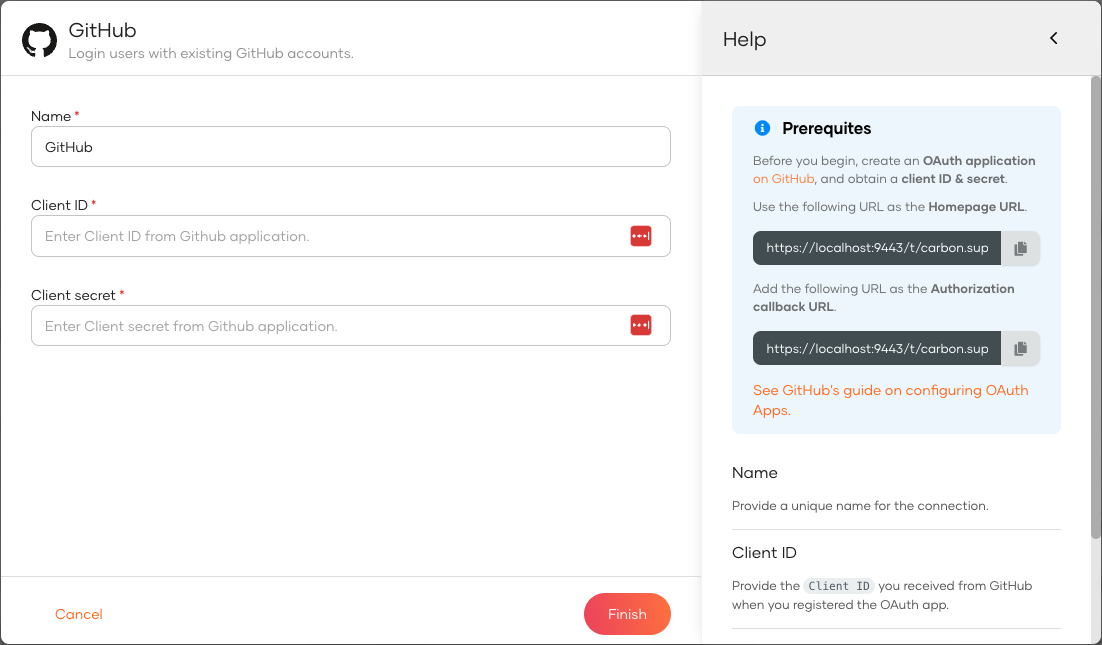 GitHub
Login users with existing GitHub accounts.
Name *
GitHub
Client ID *
Enter Client ID from Github application.
Client secret *
Enter Client secret from Github application.
Cancel
Finish
Help
Prerequites
Before you begin, create an OAuth application
on GitHub, and obtain a client ID & secret.
Use the following URL as the Homepage URL.
https://localhost:9443/t/carbon.sup
Add the following URL as the Authorization
callback URL.
https://localhost:9443/t/carbon.sup
See GitHub's guide on configuring OAuth
Apps.
Name
Provide a unique name for the connection.
Client ID
Provide the Client ID you received from GitHub
when you registered the OAuth app.